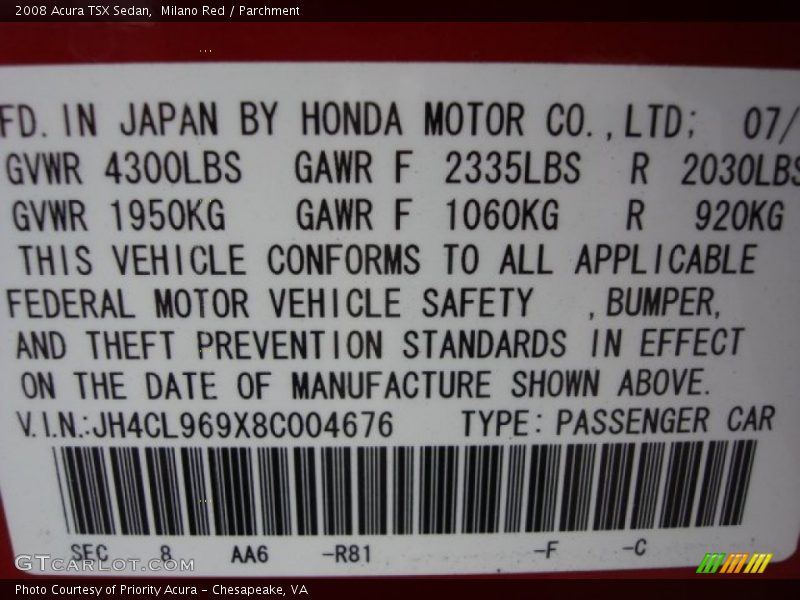 2008 Acura TSX Sedan, Milano Red / Parchment
FD. IN JAPAN BY HONDA MOTOR CO.,LTD; 07/
GVWR 4300LBS GAWR F 2335LBS R 2030LBS
GVWR 1950KG GAWR F 1060KG R 920KG
THIS VEHICLE CONFORMS TO ALL APPLICABLE
FEDERAL MOTOR VEHICLE SAFETY ,BUMPER,
AND THEFT PREVENTION STANDARDS IN EFFECT
ON THE DATE OF MANUFACTURE SHOWN ABOVE.
V.I.N.:JH4CL969X8C004676 TYPE: PASSENGER CAR
SEC 8 AA6 -R81 -F -C
GTCARLOT.COM
Photo Courtesy of Priority Acura - Chesapeake, VA